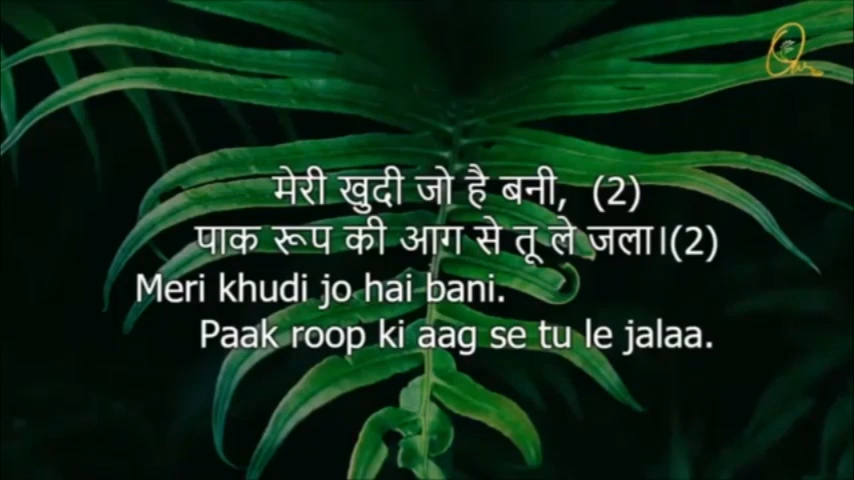 मेरी खुदी जो है बनी, (2)
पाक रूप की आग से तू ले जला।(2)
Meri khudi jo hai bani.
Paak roop ki aag se tu le jalaa.